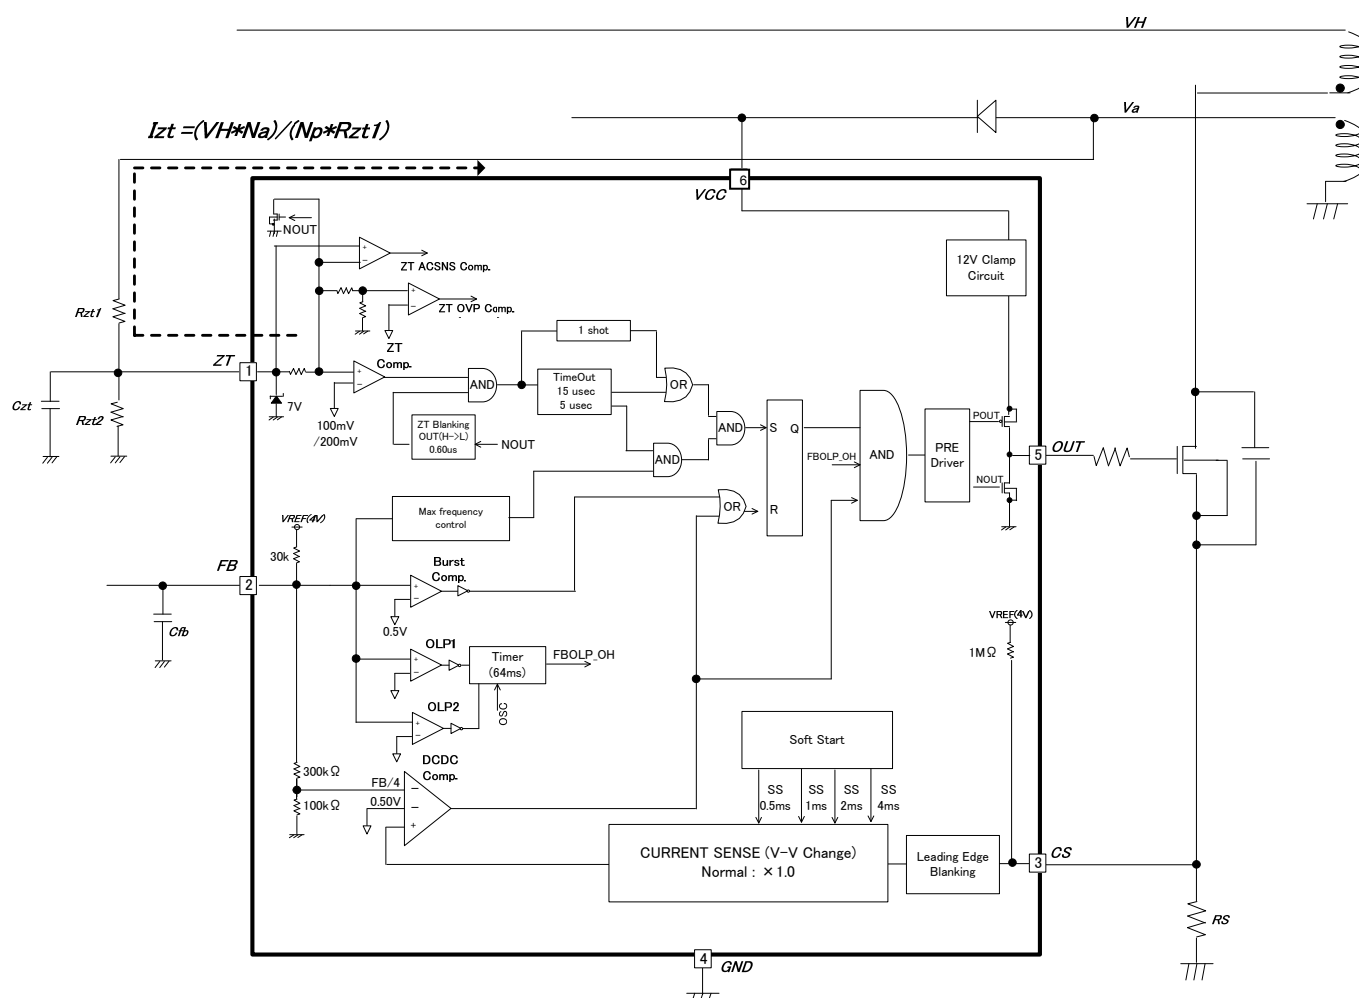 VH
Va
Izt =(VH*Na)/(Np*Rzt1)
6
VCC
NOUT
ZT ACSNS Comp.
12V Clamp
Circuit
ZT OVP Comp.
Rzt1
1 shot
ZT
Comp.
ZT
1
AND
TimeOut
15 usec
5 usec
OR
Czt
Rzt2
7V
100mV
/200mV
ZT Blanking
OUT(H->L)
0.60us
NOUT
AND
AND
S
Q
R
FBOLP_OH
AND
PRE
Driver
POUT
NOUT
5
OUT
VREF(4V)
30k
Max frequency
control
OR
FB
2
Burst
Comp.
0.5V
Cfb
OLP1
Timer
(64ms)
FBOLP_OH
OSC
OLP2
VREF(4V)
1MΩ
Soft Start
DCDC
Comp.
300kΩ
FB/4
0.50V
100kΩ
SS
0.5ms
SS
1ms
SS
2ms
SS
4ms
CURRENT SENSE (V-V Change)
Normal : ×1.0
Leading Edge
Blanking
3
CS
RS
4
GND